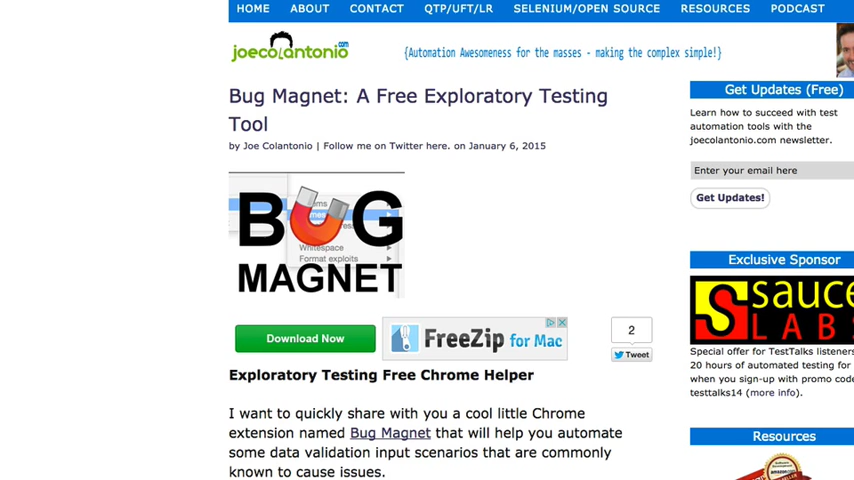 HOME ABOUT CONTACT QTP/UFT/LR SELENIUM/OPEN SOURCE RESOURCES PODCAST
joecolantonio.com
{Automation Awesomeness for the masses - making the complex simple!}
Bug Magnet: A Free Exploratory Testing
Tool
by Joe Colantonio | Follow me on Twitter here. on January 6, 2015
BUG
MAGNET
Whitespace
Format exploits
Download Now
FreeZip for Mac
2
Tweet
Exploratory Testing Free Chrome Helper
I want to quickly share with you a cool little Chrome
extension named Bug Magnet that will help you automate
some data validation input scenarios that are commonly
known to cause issues.
Get Updates (Free)
Learn how to succeed with test
automation tools with the
joecolantonio.com newsletter.
Enter your email here
Get Updates!
Exclusive Sponsor
sauce
LABS
Special offer for TestTalks listeners
20 hours of automated testing for
when you sign-up with promo code
testtalks14 (more info).
Resources
amazon.com